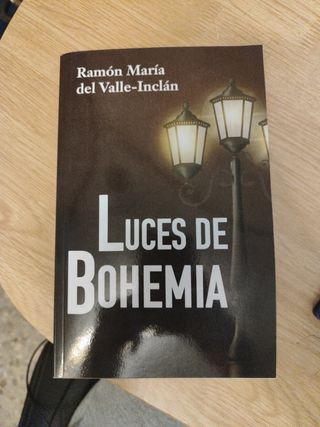 Ramón María
del Valle-Inclán
LUCES DE
BOHEMIA